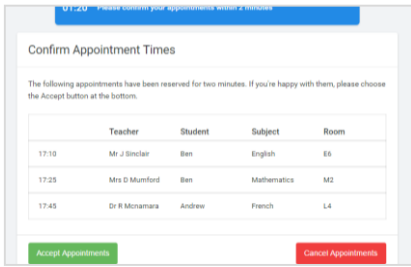 01:20 Please confirm your appointments within 2 minutes
Confirm Appointment Times
The following appointments have been reserved for two minutes. If you're happy with them, please choose
the Accept button at the bottom.
Teacher Student Subject Room
17:10 Mr J Sinclair Ben English E6
17:25 Mrs D Mumford Ben Mathematics M2
17:45 Dr R Mcnamara Andrew French L4
Accept Appointments Cancel Appointments